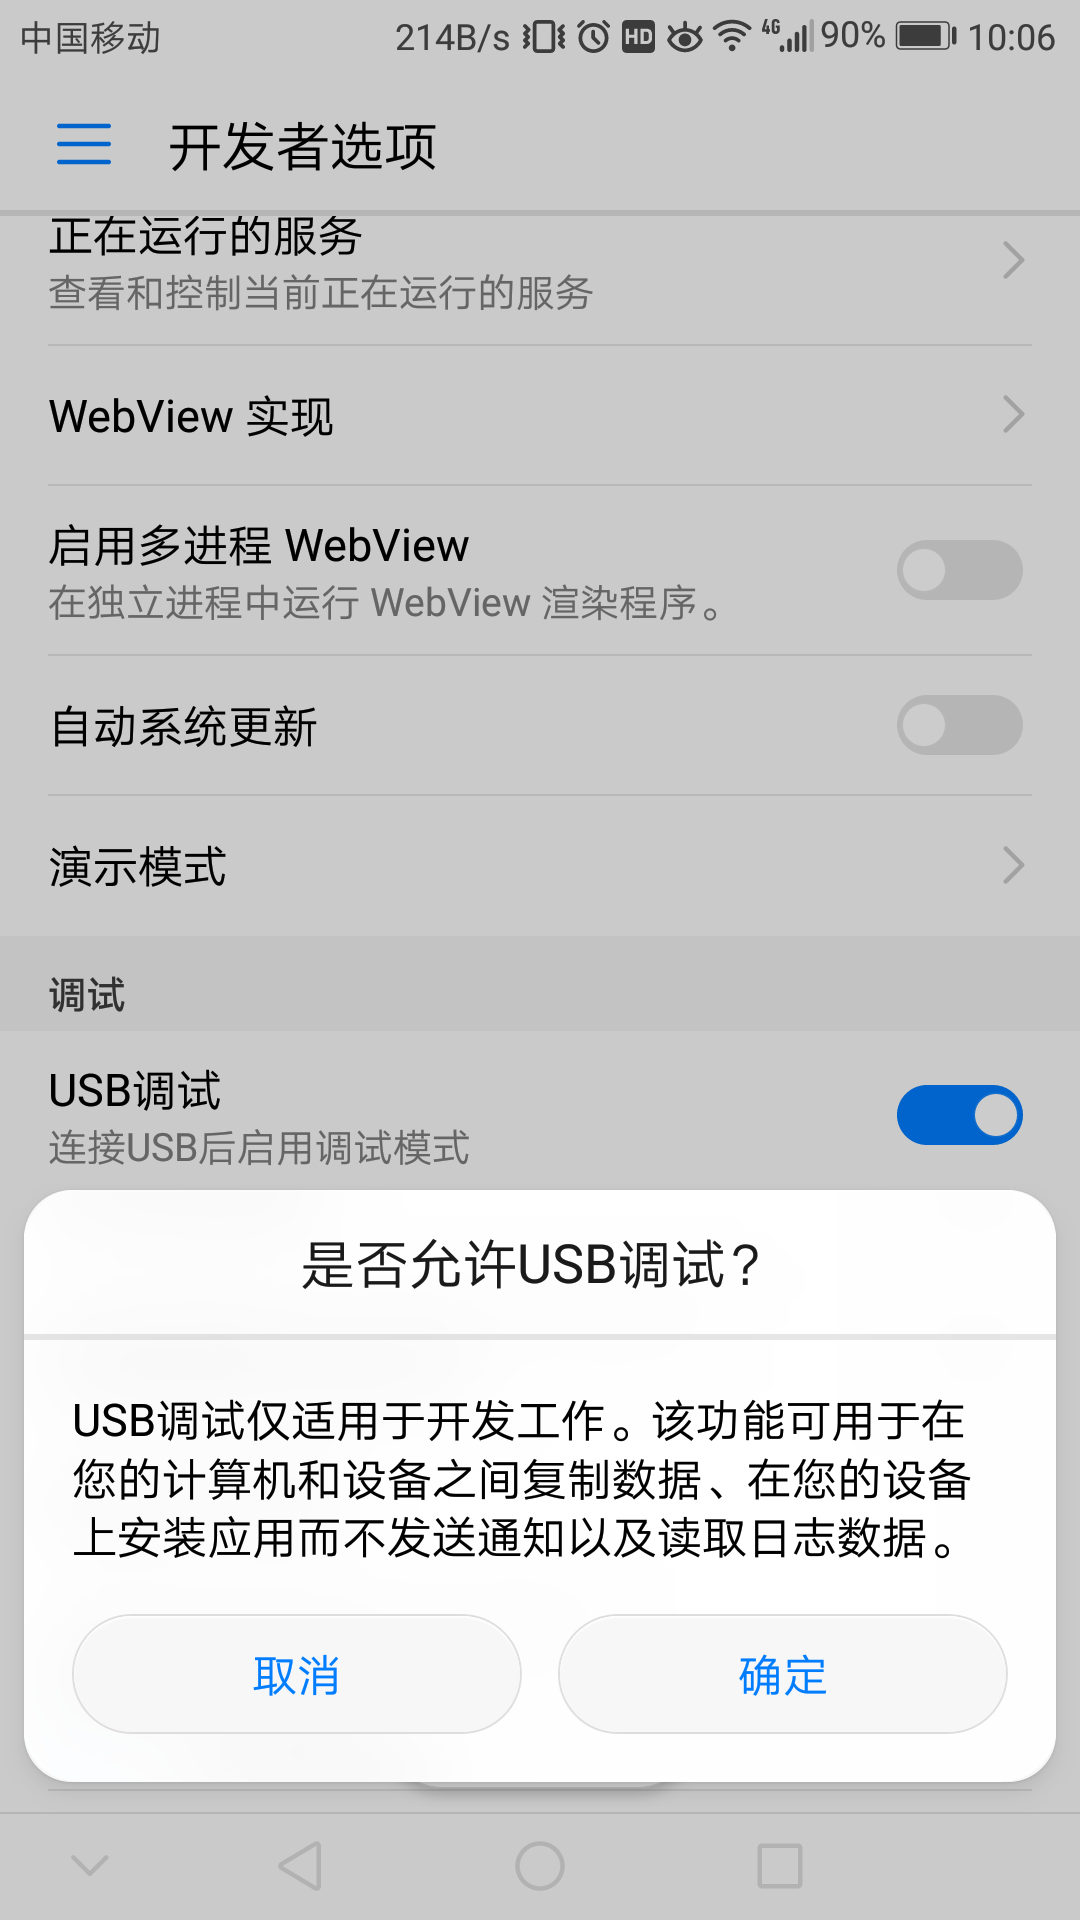 中国移动 214B/s HD 4G 90% 10:06
开发者选项
正在运行的服务
查看和控制当前正在运行的服务
WebView 实现
启用多进程 WebView
在独立进程中运行 WebView 渲染程序。
自动系统更新
演示模式
调试
USB调试
连接USB后启用调试模式
是否允许USB调试？
USB调试仅适用于开发工作。该功能可用于在
您的计算机和设备之间复制数据、在您的设备
上安装应用而不发送通知以及读取日志数据。
取消 确定